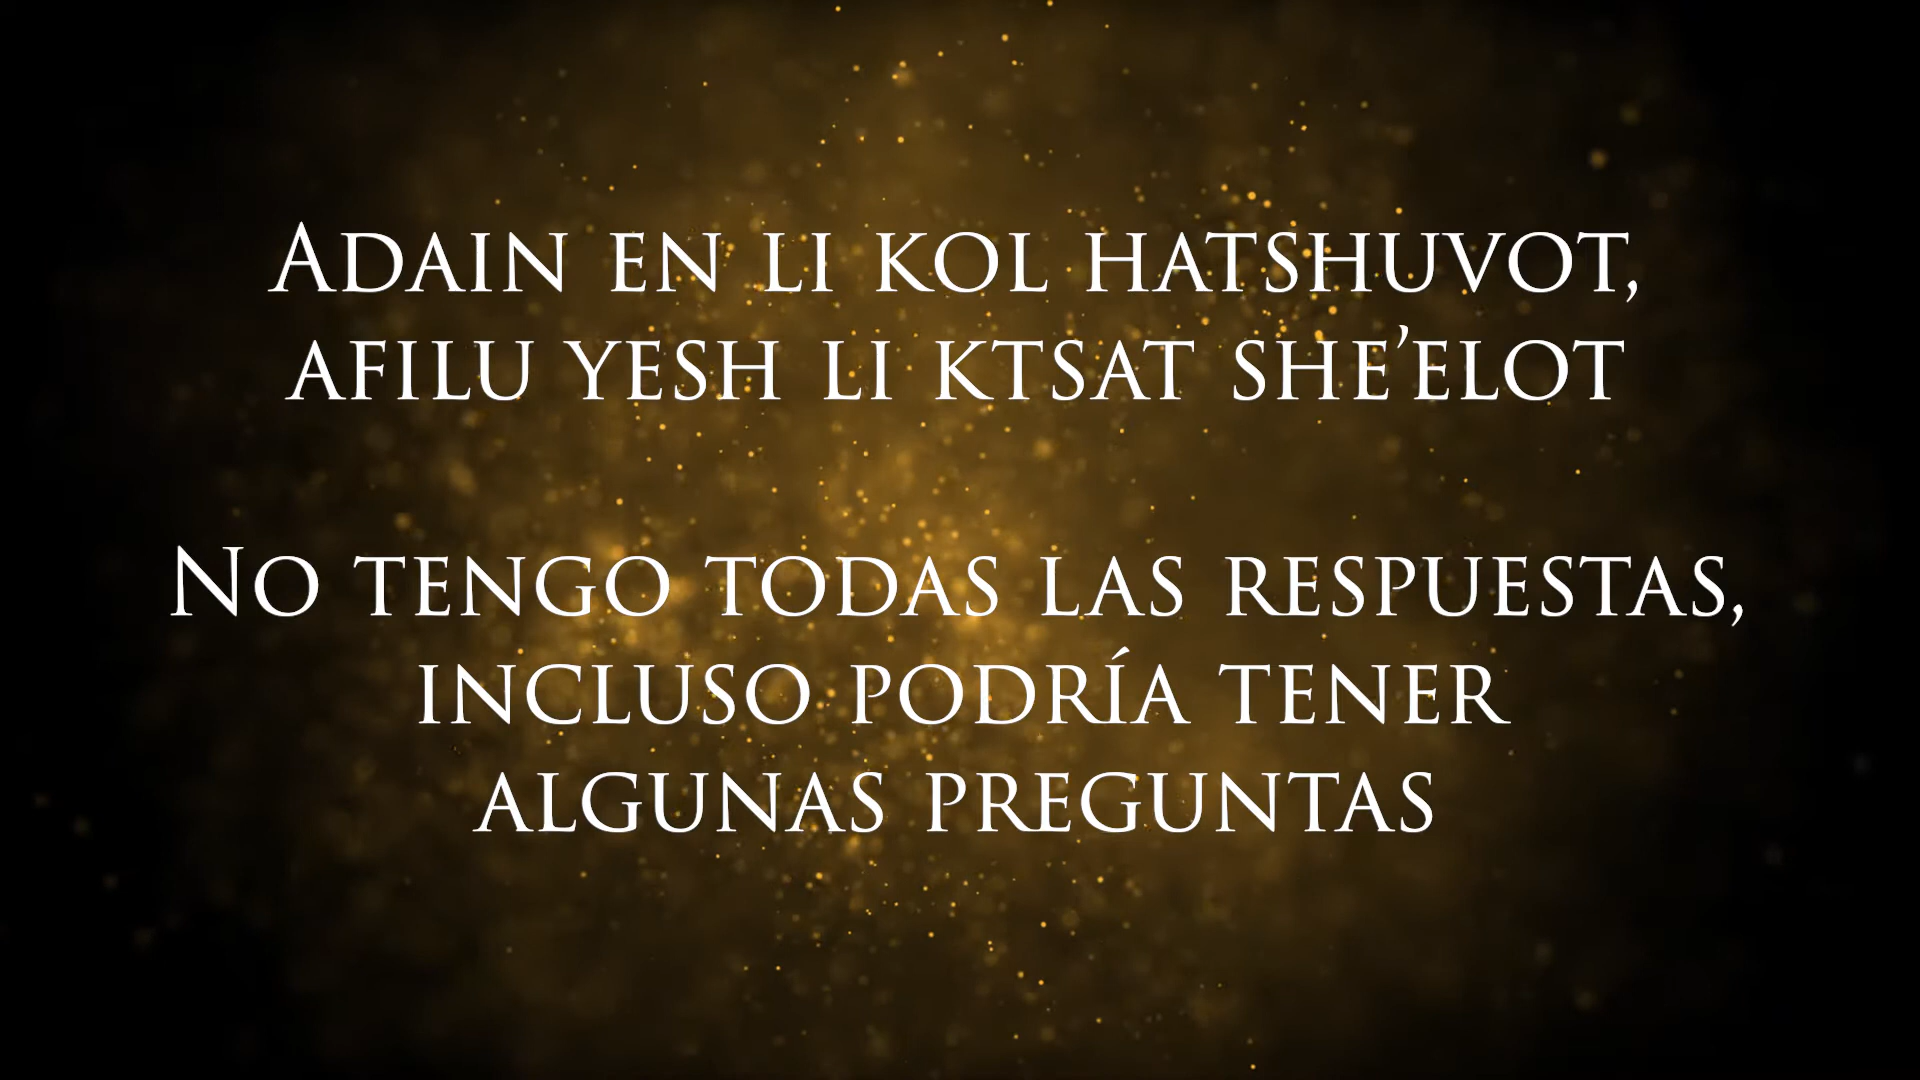 Adain en li kol hatshuvot,
afilu yesh li ktsat she’elot
No tengo todas las respuestas,
incluso podría tener
algunas preguntas